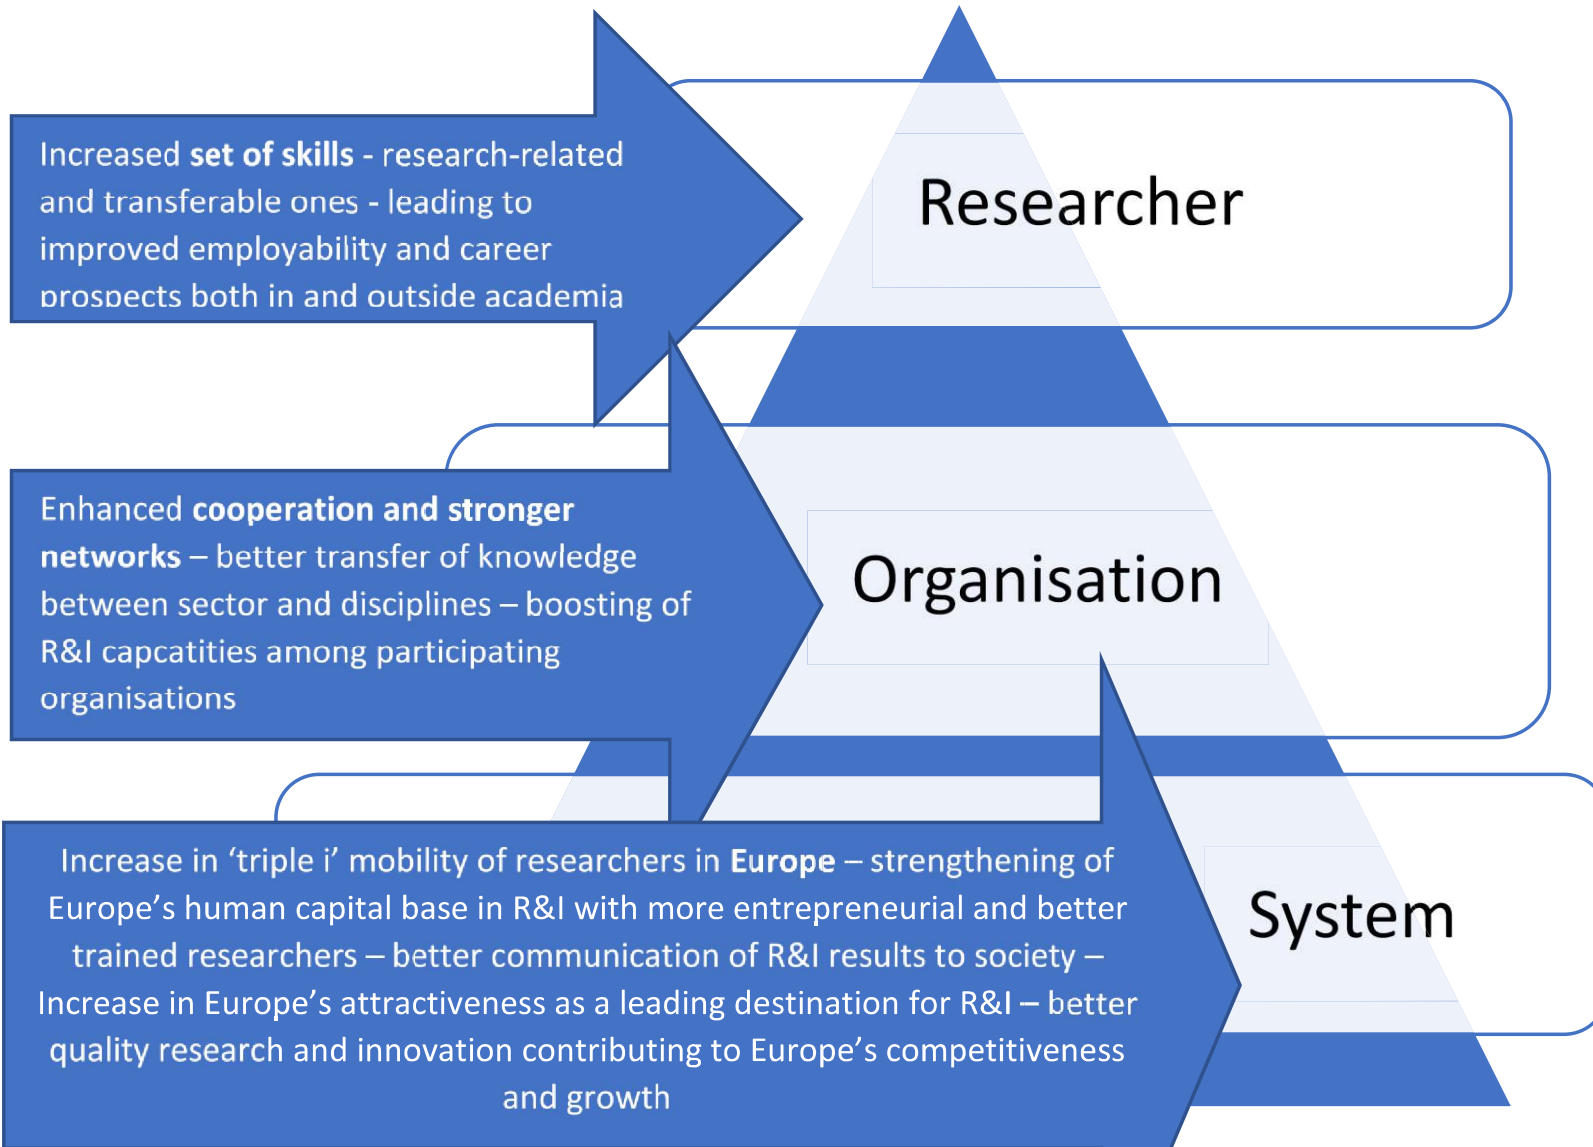 Increased set of skills - research-related
and transferable ones - leading to
improved employability and career
prospects both in and outside academia
Researcher
Enhanced cooperation and stronger
networks – better transfer of knowledge
between sector and disciplines – boosting of
R&I capcatities among participating
organisations
Organisation
Increase in ‘triple i’ mobility of researchers in Europe – strengthening of
Europe’s human capital base in R&I with more entrepreneurial and better
trained researchers – better communication of R&I results to society –
Increase in Europe’s attractiveness as a leading destination for R&I – better
quality research and innovation contributing to Europe’s competitiveness
and growth
System